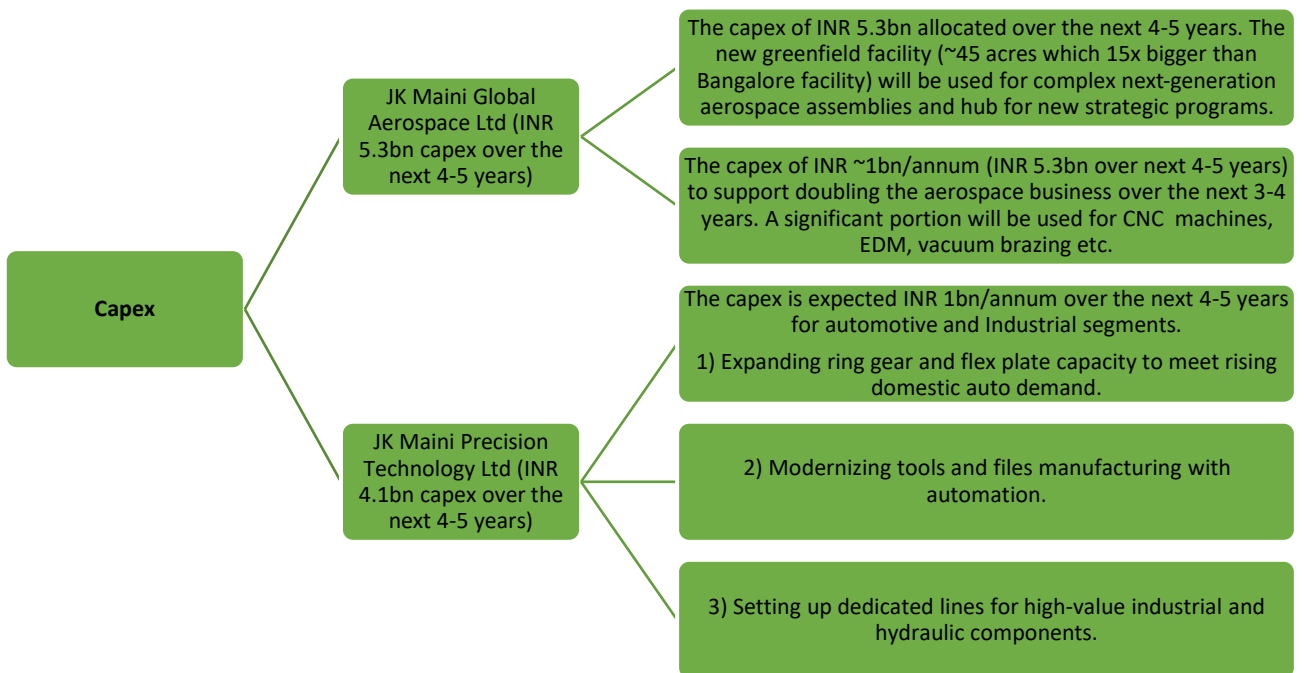 Capex
JK Maini Global
Aerospace Ltd (INR
5.3bn capex over the
next 4-5 years)
The capex of INR 5.3bn allocated over the next 4-5 years. The
new greenfield facility (~45 acres which 15x bigger than
Bangalore facility) will be used for complex next-generation
aerospace assemblies and hub for new strategic programs.
The capex of INR ~1bn/annum (INR 5.3bn over next 4-5 years)
to support doubling the aerospace business over the next 3-4
years. A significant portion will be used for CNC machines,
EDM, vacuum brazing etc.
JK Maini Precision
Technology Ltd (INR
4.1bn capex over the
next 4-5 years)
The capex is expected INR 1bn/annum over the next 4-5 years
for automotive and Industrial segments.
1) Expanding ring gear and flex plate capacity to meet rising
domestic auto demand.
2) Modernizing tools and files manufacturing with
automation.
3) Setting up dedicated lines for high-value industrial and
hydraulic components.